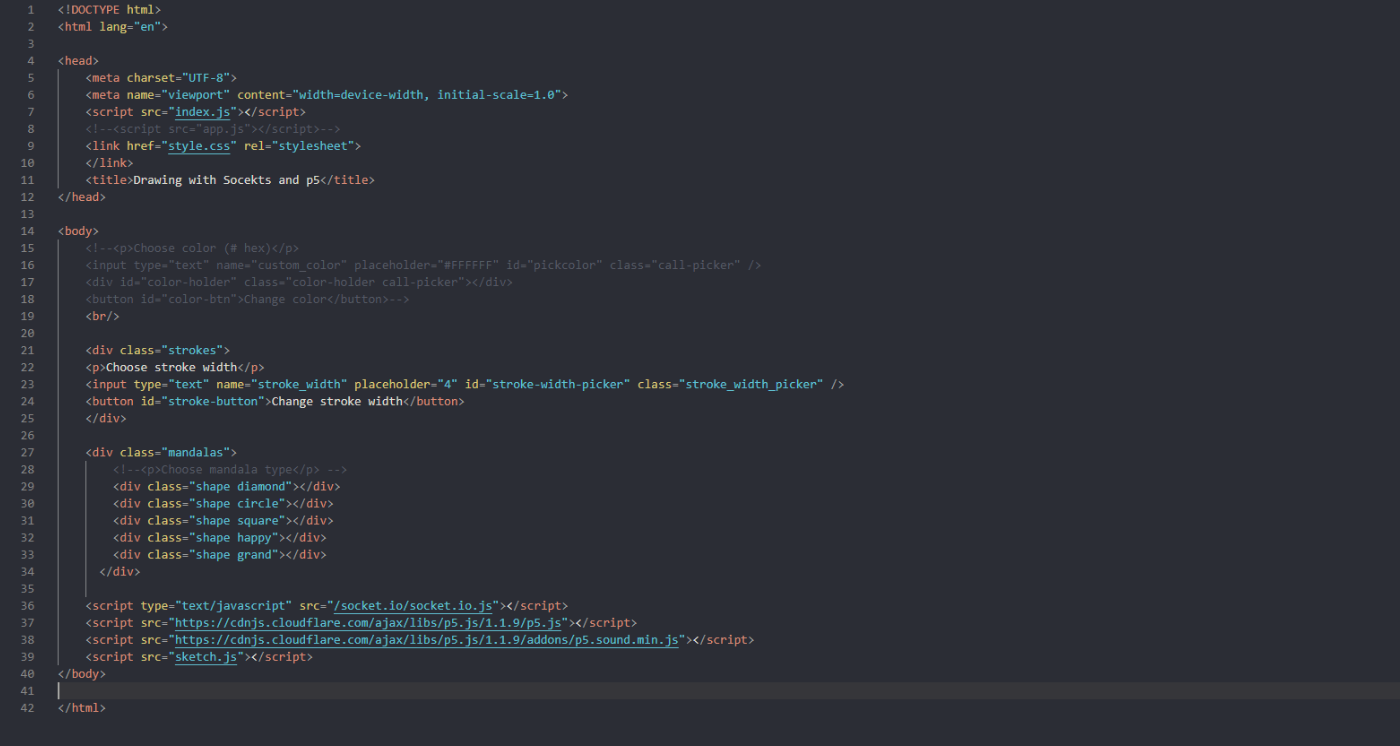 1 <!DOCTYPE html>
2 <html lang="en">
3
4 <head>
5 <meta charset="UTF-8">
6 <meta name="viewport" content="width=device-width, initial-scale=1.0">
7 <script src="index.js"></script>
8 <!--<script src="app.js"></script>-->
9 <link href="style.css" rel="stylesheet">
10 </link>
11 <title>Drawing with Socekts and p5</title>
12 </head>
13
14 <body>
15 <!--<p>Choose color (# hex)</p>
16 <input type="text" name="custom_color" placeholder="#FFFFFF" id="pickcolor" class="call-picker" />
17 <div id="color-holder" class="color-holder call-picker"></div>
18 <button id="color-btn">Change color</button>-->
19 <br/>
20
21 <div class="strokes">
22 <p>Choose stroke width</p>
23 <input type="text" name="stroke_width" placeholder="4" id="stroke-width-picker" class="stroke_width_picker" />
24 <button id="stroke-button">Change stroke width</button>
25 </div>
26
27 <div class="mandalas">
28 <!--<p>Choose mandala type</p> -->
29 <div class="shape diamond"></div>
30 <div class="shape circle"></div>
31 <div class="shape square"></div>
32 <div class="shape happy"></div>
33 <div class="shape grand"></div>
34 </div>
35
36 <script type="text/javascript" src="/socket.io/socket.io.js"></script>
37 <script src="https://cdnjs.cloudflare.com/ajax/libs/p5.js/1.1.9/p5.js"></script>
38 <script src="https://cdnjs.cloudflare.com/ajax/libs/p5.js/1.1.9/addons/p5.sound.min.js"></script>
39 <script src="sketch.js"></script>
40 </body>
41
42 </html>